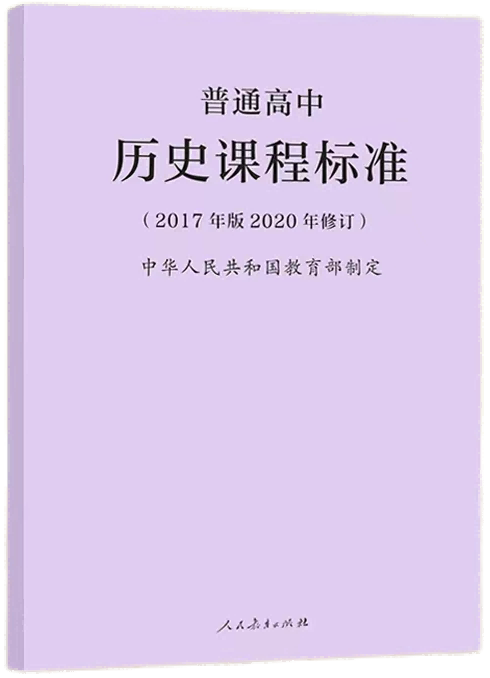 普通高中
历史课程标准
（2017年版2020年修订）
中华人民共和国教育部制定
人民教育出版社